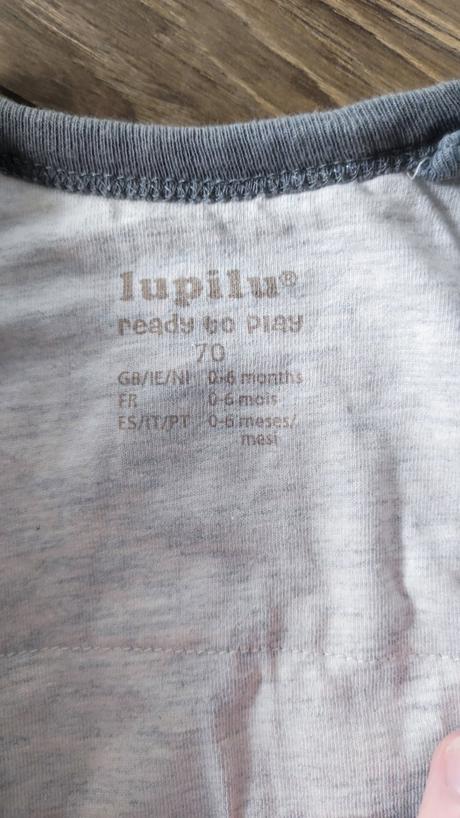 lupilu®
ready to play
70
GB/IE/NI 0-6 months
FR 0-6 mois
ES/IT/PT 0-6 meses/
mesi